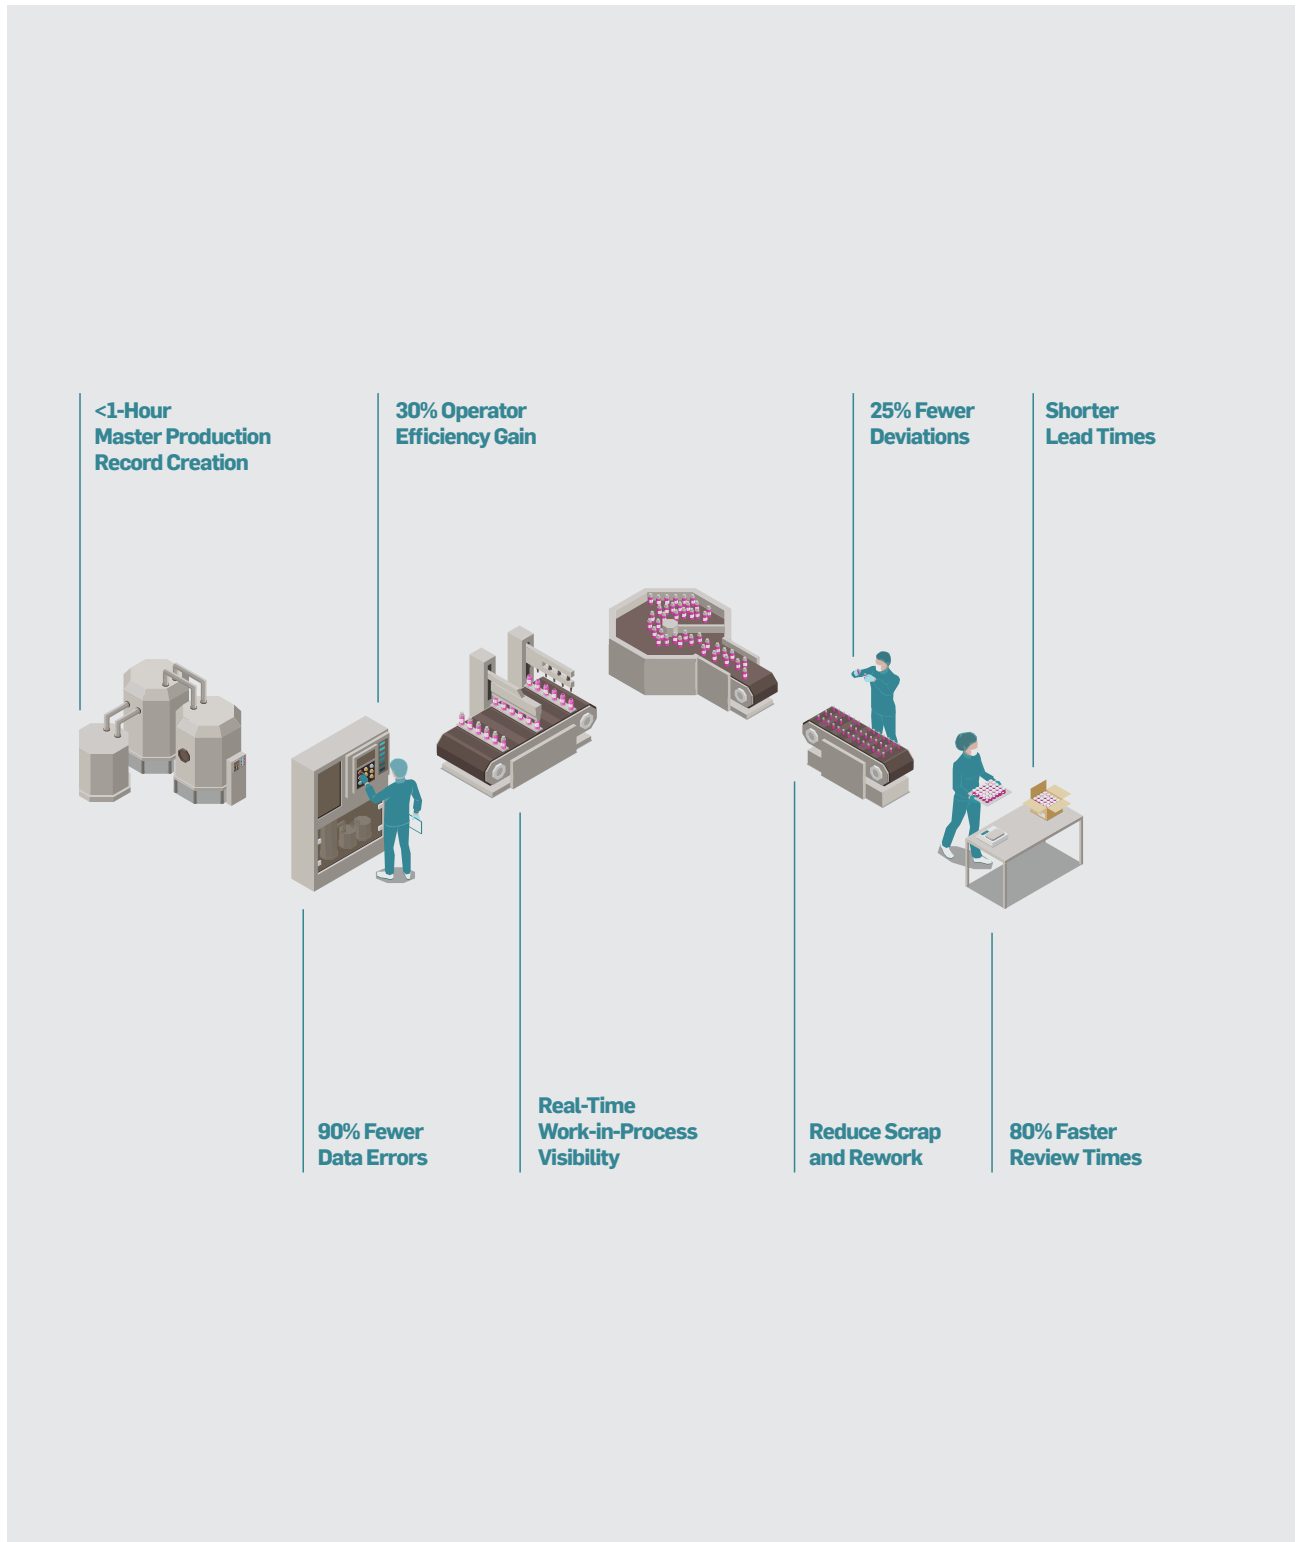 <1-Hour
Master Production
Record Creation
30% Operator
Efficiency Gain
25% Fewer
Deviations
Shorter
Lead Times
90% Fewer
Data Errors
Real-Time
Work-in-Process
Visibility
Reduce Scrap
and Rework
80% Faster
Review Times